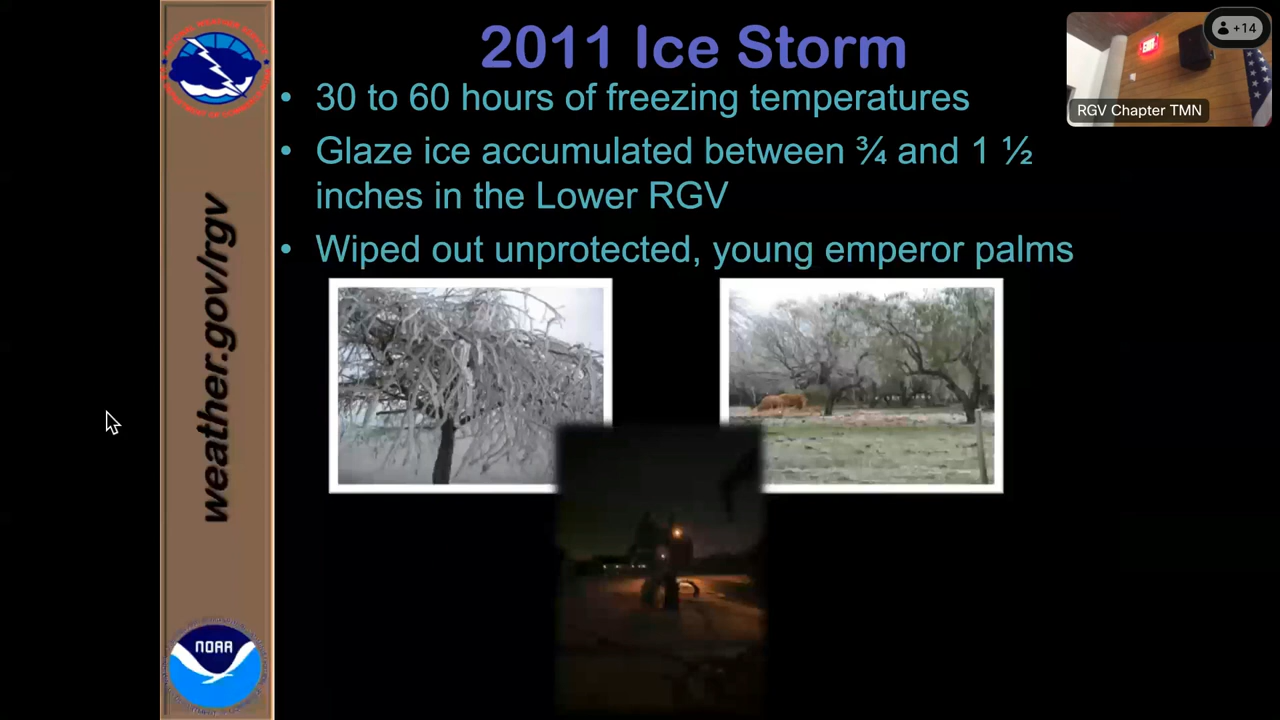 2011 Ice Storm
• 30 to 60 hours of freezing temperatures
• Glaze ice accumulated between ¾ and 1 ½
inches in the Lower RGV
• Wiped out unprotected, young emperor palms
weather.gov/rgv
NOAA
+14
EXIT
RGV Chapter TMN